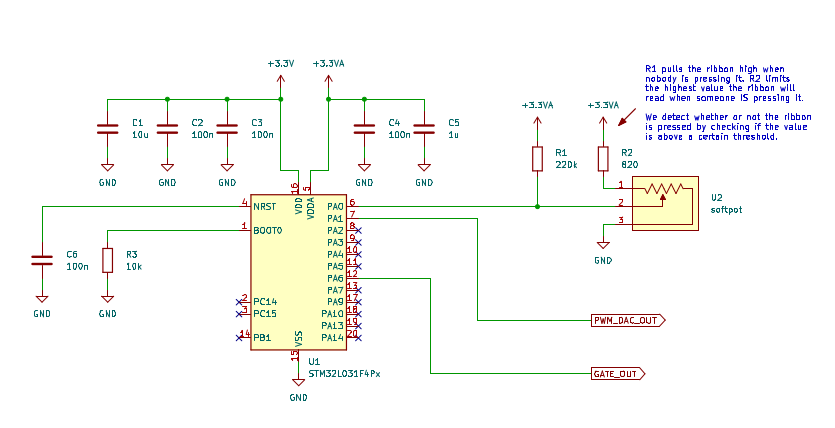 +3.3V
+3.3VA
R1 pulls the ribbon high when
nobody is pressing it. R2 limits
the highest value the ribbon will
read when someone IS pressing it.
We detect whether or not the ribbon
is pressed by checking if the value
is above a certain threshold.
+3.3VA
+3.3VA
C1
10u
C2
100n
C3
100n
C4
100n
C5
1u
R1
220k
R2
820
GND
GND
GND
GND
GND
16
5
VDD
VDDA
1
2
3
U2
softpot
GND
4
NRST
1
BOOT0
2
PC14
3
PC15
14
PB1
PA0
6
PA1
7
PA2
8
PA3
9
PA4
10
PA5
11
PA6
12
PA7
13
PA9
17
PA10
18
PA13
19
PA14
20
VSS
15
C6
100n
R3
10k
GND
GND
U1
STM32L031F4Px
GND
PWM_DAC_OUT
GATE_OUT